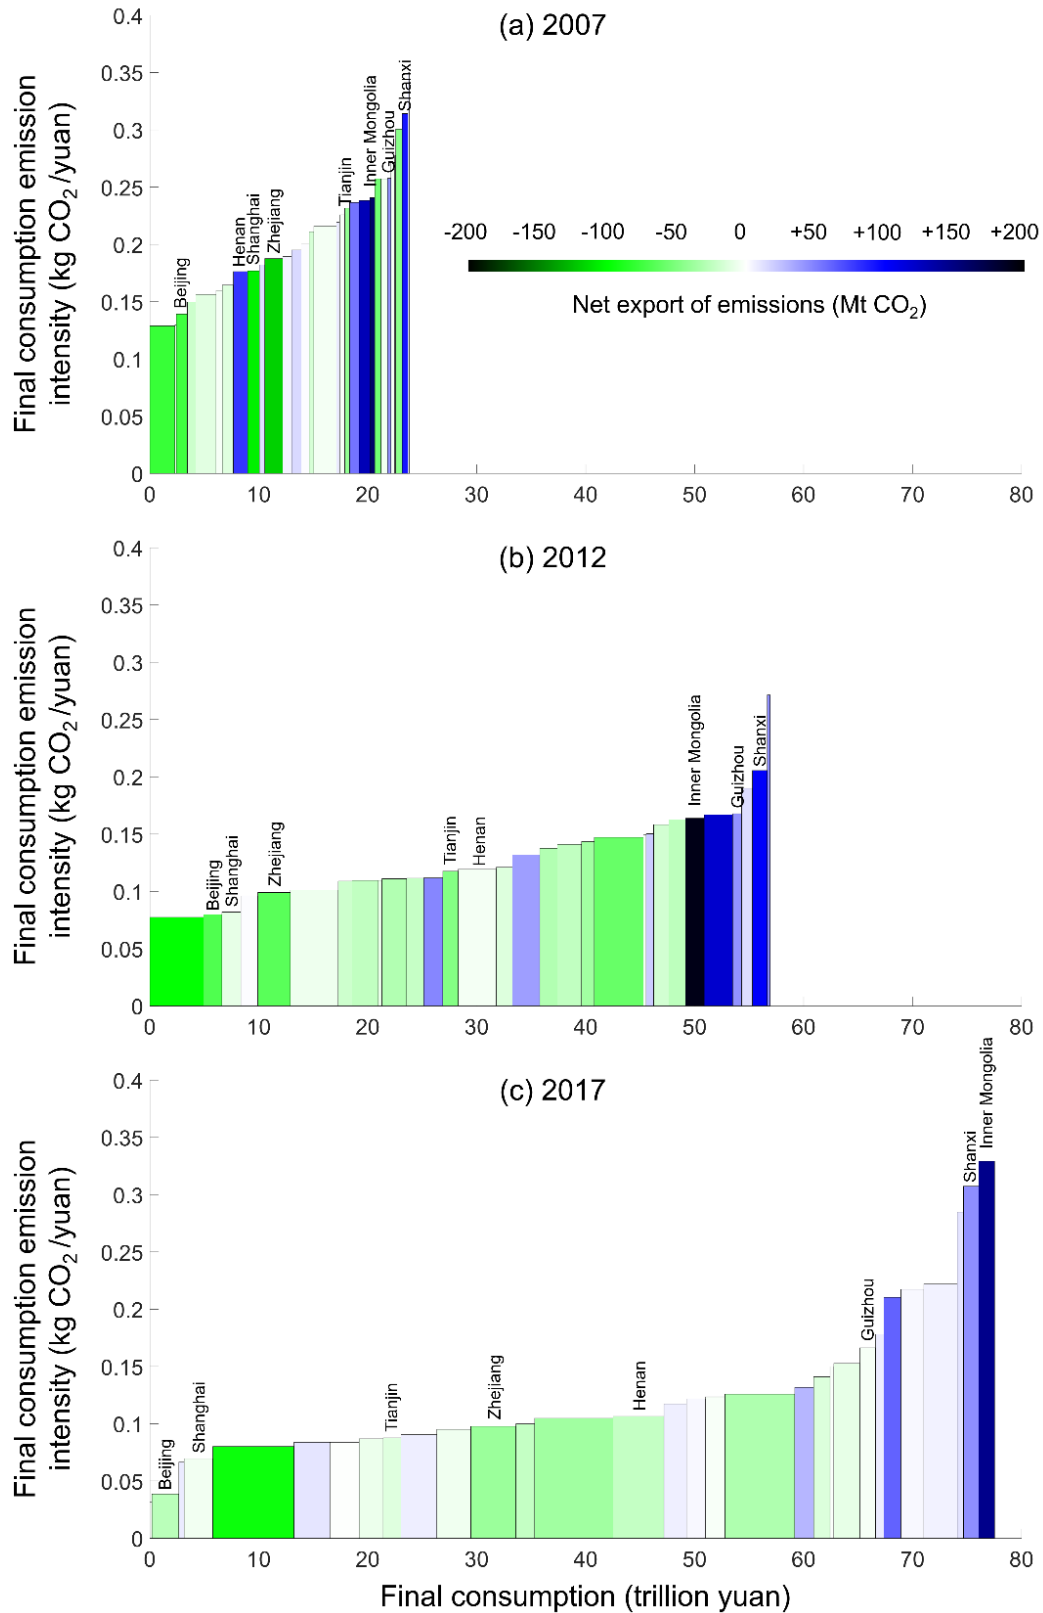 (a) 2007
0.4
0.35
0.3
0.25
0.2
0.15
0.1
0.05
0
Final consumption emission
intensity (kg CO2/yuan)
Beijing
Henan
Shanghai
Zhejiang
Tianjin
Inner Mongolia
Guizhou
Shanxi
-200 -150 -100 -50 0 +50 +100 +150 +200
Net export of emissions (Mt CO2)
0 10 20 30 40 50 60 70 80
(b) 2012
0.4
0.35
0.3
0.25
0.2
0.15
0.1
0.05
0
Final consumption emission
intensity (kg CO2/yuan)
Beijing
Shanghai
Zhejiang
Tianjin
Henan
Inner Mongolia
Guizhou
Shanxi
0 10 20 30 40 50 60 70 80
(c) 2017
0.4
0.35
0.3
0.25
0.2
0.15
0.1
0.05
0
Final consumption emission
intensity (kg CO2/yuan)
Beijing
Shanghai
Tianjin
Zhejiang
Henan
Guizhou
Shanxi
Inner Mongolia
0 10 20 30 40 50 60 70 80
Final consumption (trillion yuan)